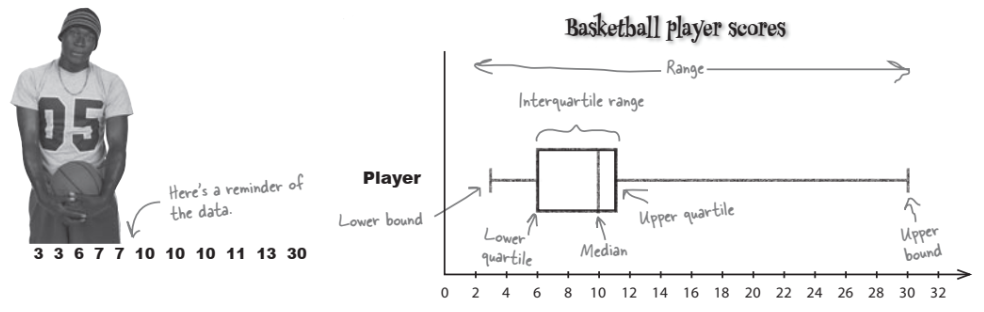 Basketball player scores
Range
Interquartile range
05
Here's a reminder of
the data.
3 3 6 7 7 10 10 10 11 13 30
Player
Lower bound
Lower
quartile
Median
Upper quartile
Upper
bound
0 2 4 6 8 10 12 14 16 18 20 22 24 26 28 30 32